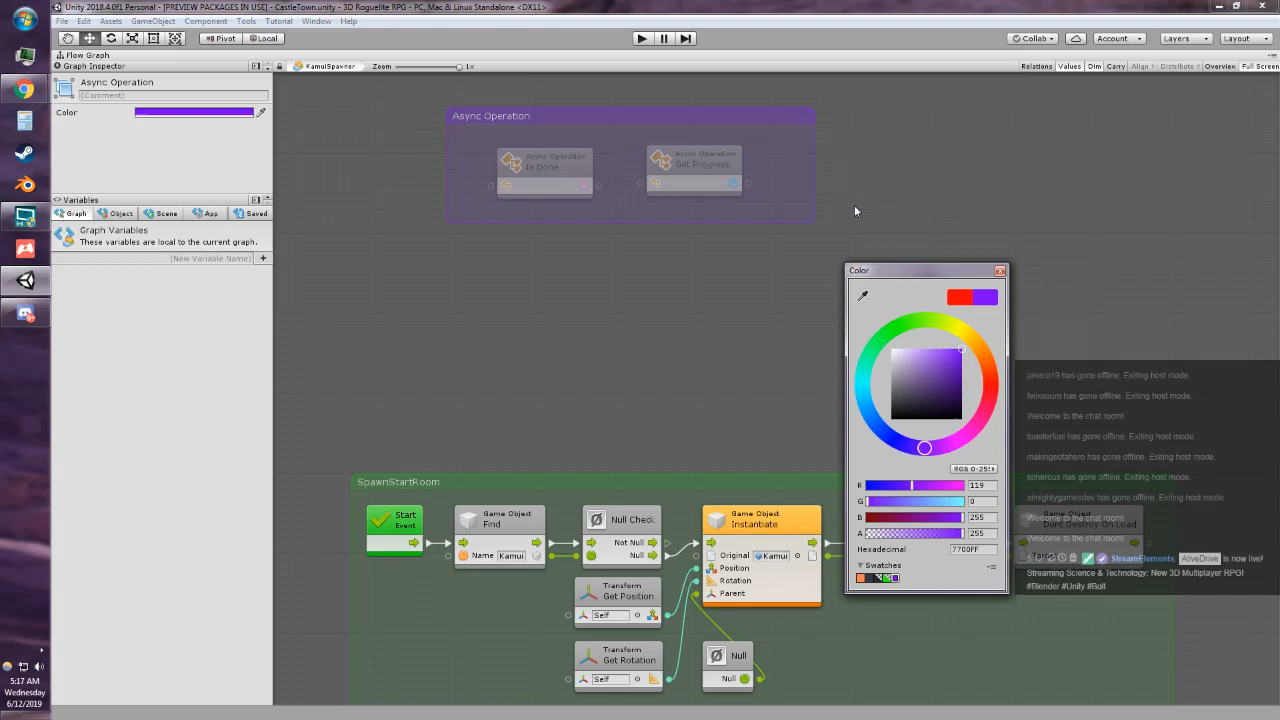 Unity 2018.4.0f1 Personal - [PREVIEW PACKAGES IN USE] - CastleTown.unity - 3D Roguelite RPG - PC, Mac & Linux Standalone <DX11>
File Edit Assets GameObject Component Tools Tutorial Window Help
Pivot Local Collab Account Layers Layout
Flow Graph
Graph Inspector KamuiSpawner Zoom 1x Relations Values Dim Carry Align Distribute Overview Full Screen
Async Operation
(Comment)
Color
Async Operation
Async Operation
Is Done
Async Operation
Get Progress
Variables
Graph Object Scene App Saved
Graph Variables
These variables are local to the current graph.
(New Variable Name) +
Color
RGB 0-255
R 119
G 0
B 255
A 255
Hexadecimal 7700FF
Swatches
SpawnStartRoom
Start
Event
Game Object
Find
Name Kamui
Null Check
Not Null
Null
Game Object
Instantiate
Original Kamui
Position
Rotation
Parent
Transform
Get Position
Self
Transform
Get Rotation
Self
Null
Null
Game Object
Dont Destroy On Load
jakeco19 has gone offline. Exiting host mode.
felixsoum has gone offline. Exiting host mode.
Welcome to the chat room!
toasterfuel has gone offline. Exiting host mode.
makingsofahero has gone offline. Exiting host mode.
spherous has gone offline. Exiting host mode.
almightygamesdev has gone offline. Exiting host mode.
Welcome to the chat room!
Welcome to the chat room!
StreamElements AliveDrive is now live!
Streaming Science & Technology: New 3D Multiplayer RPG!
#Blender #Unity #Bolt
5:17 AM
Wednesday
6/12/2019